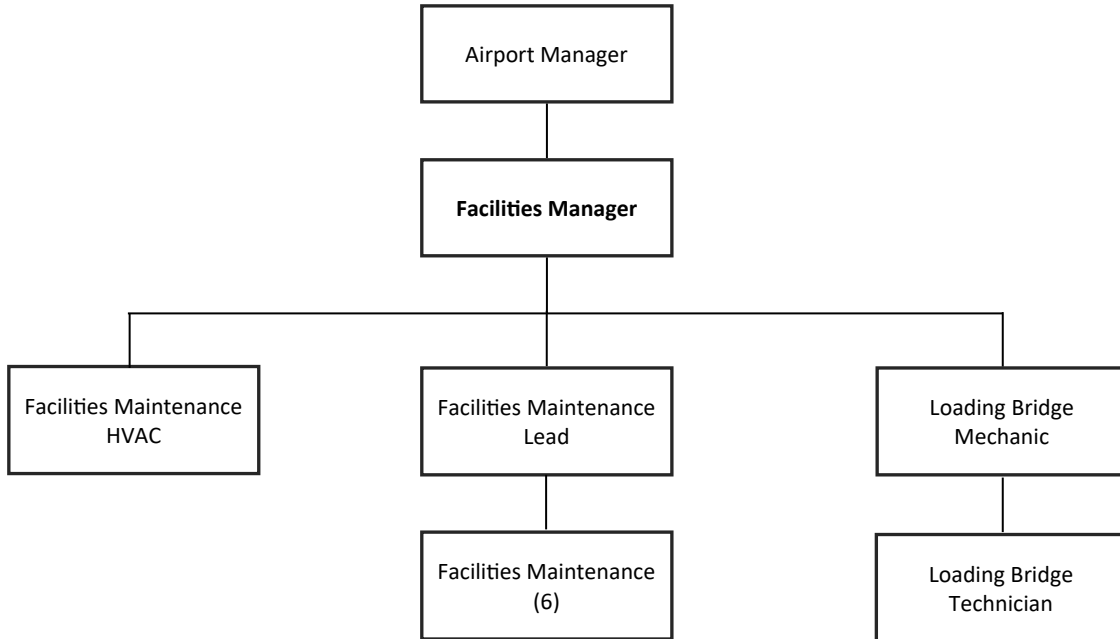 Airport Manager
Facilities Manager
Facilities Maintenance
HVAC
Facilities Maintenance
Lead
Loading Bridge
Mechanic
Facilities Maintenance
(6)
Loading Bridge
Technician